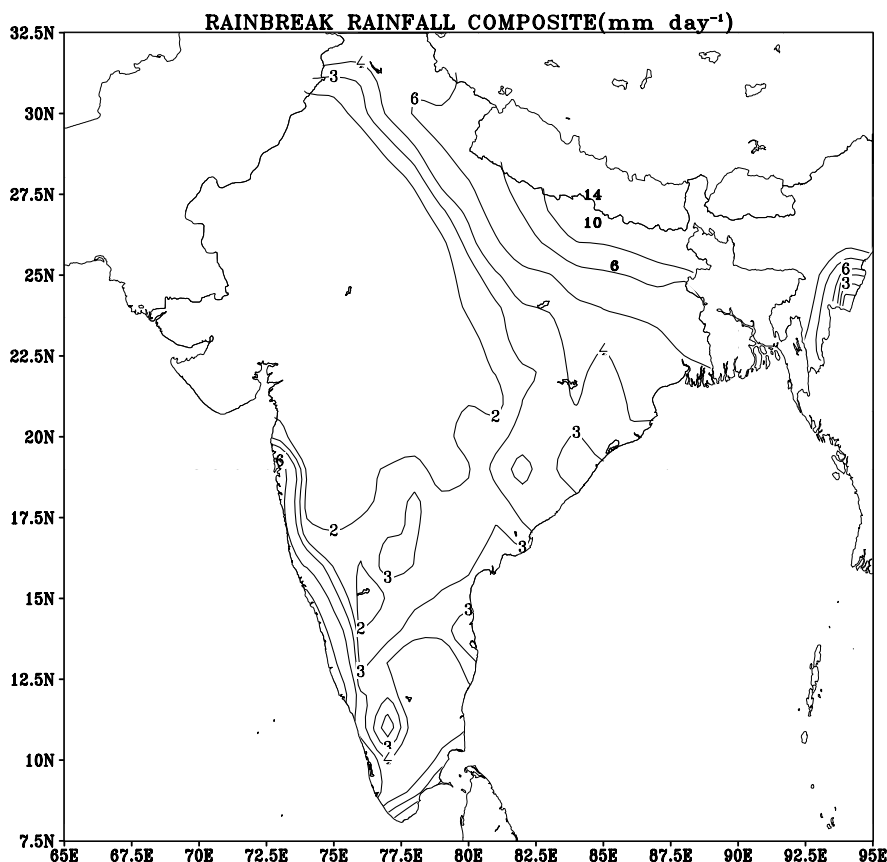 RAINBREAK RAINFALL COMPOSITE(mm day⁻¹)
32.5N
4
3
30N
6
27.5N
14
10
25N
6
6
3
22.5N
4
2
20N
3
6
17.5N
2
3
3
15N
3
2
12.5N
3
10N
3
4
7.5N
65E 67.5E 70E 72.5E 75E 77.5E 80E 82.5E 85E 87.5E 90E 92.5E 95E